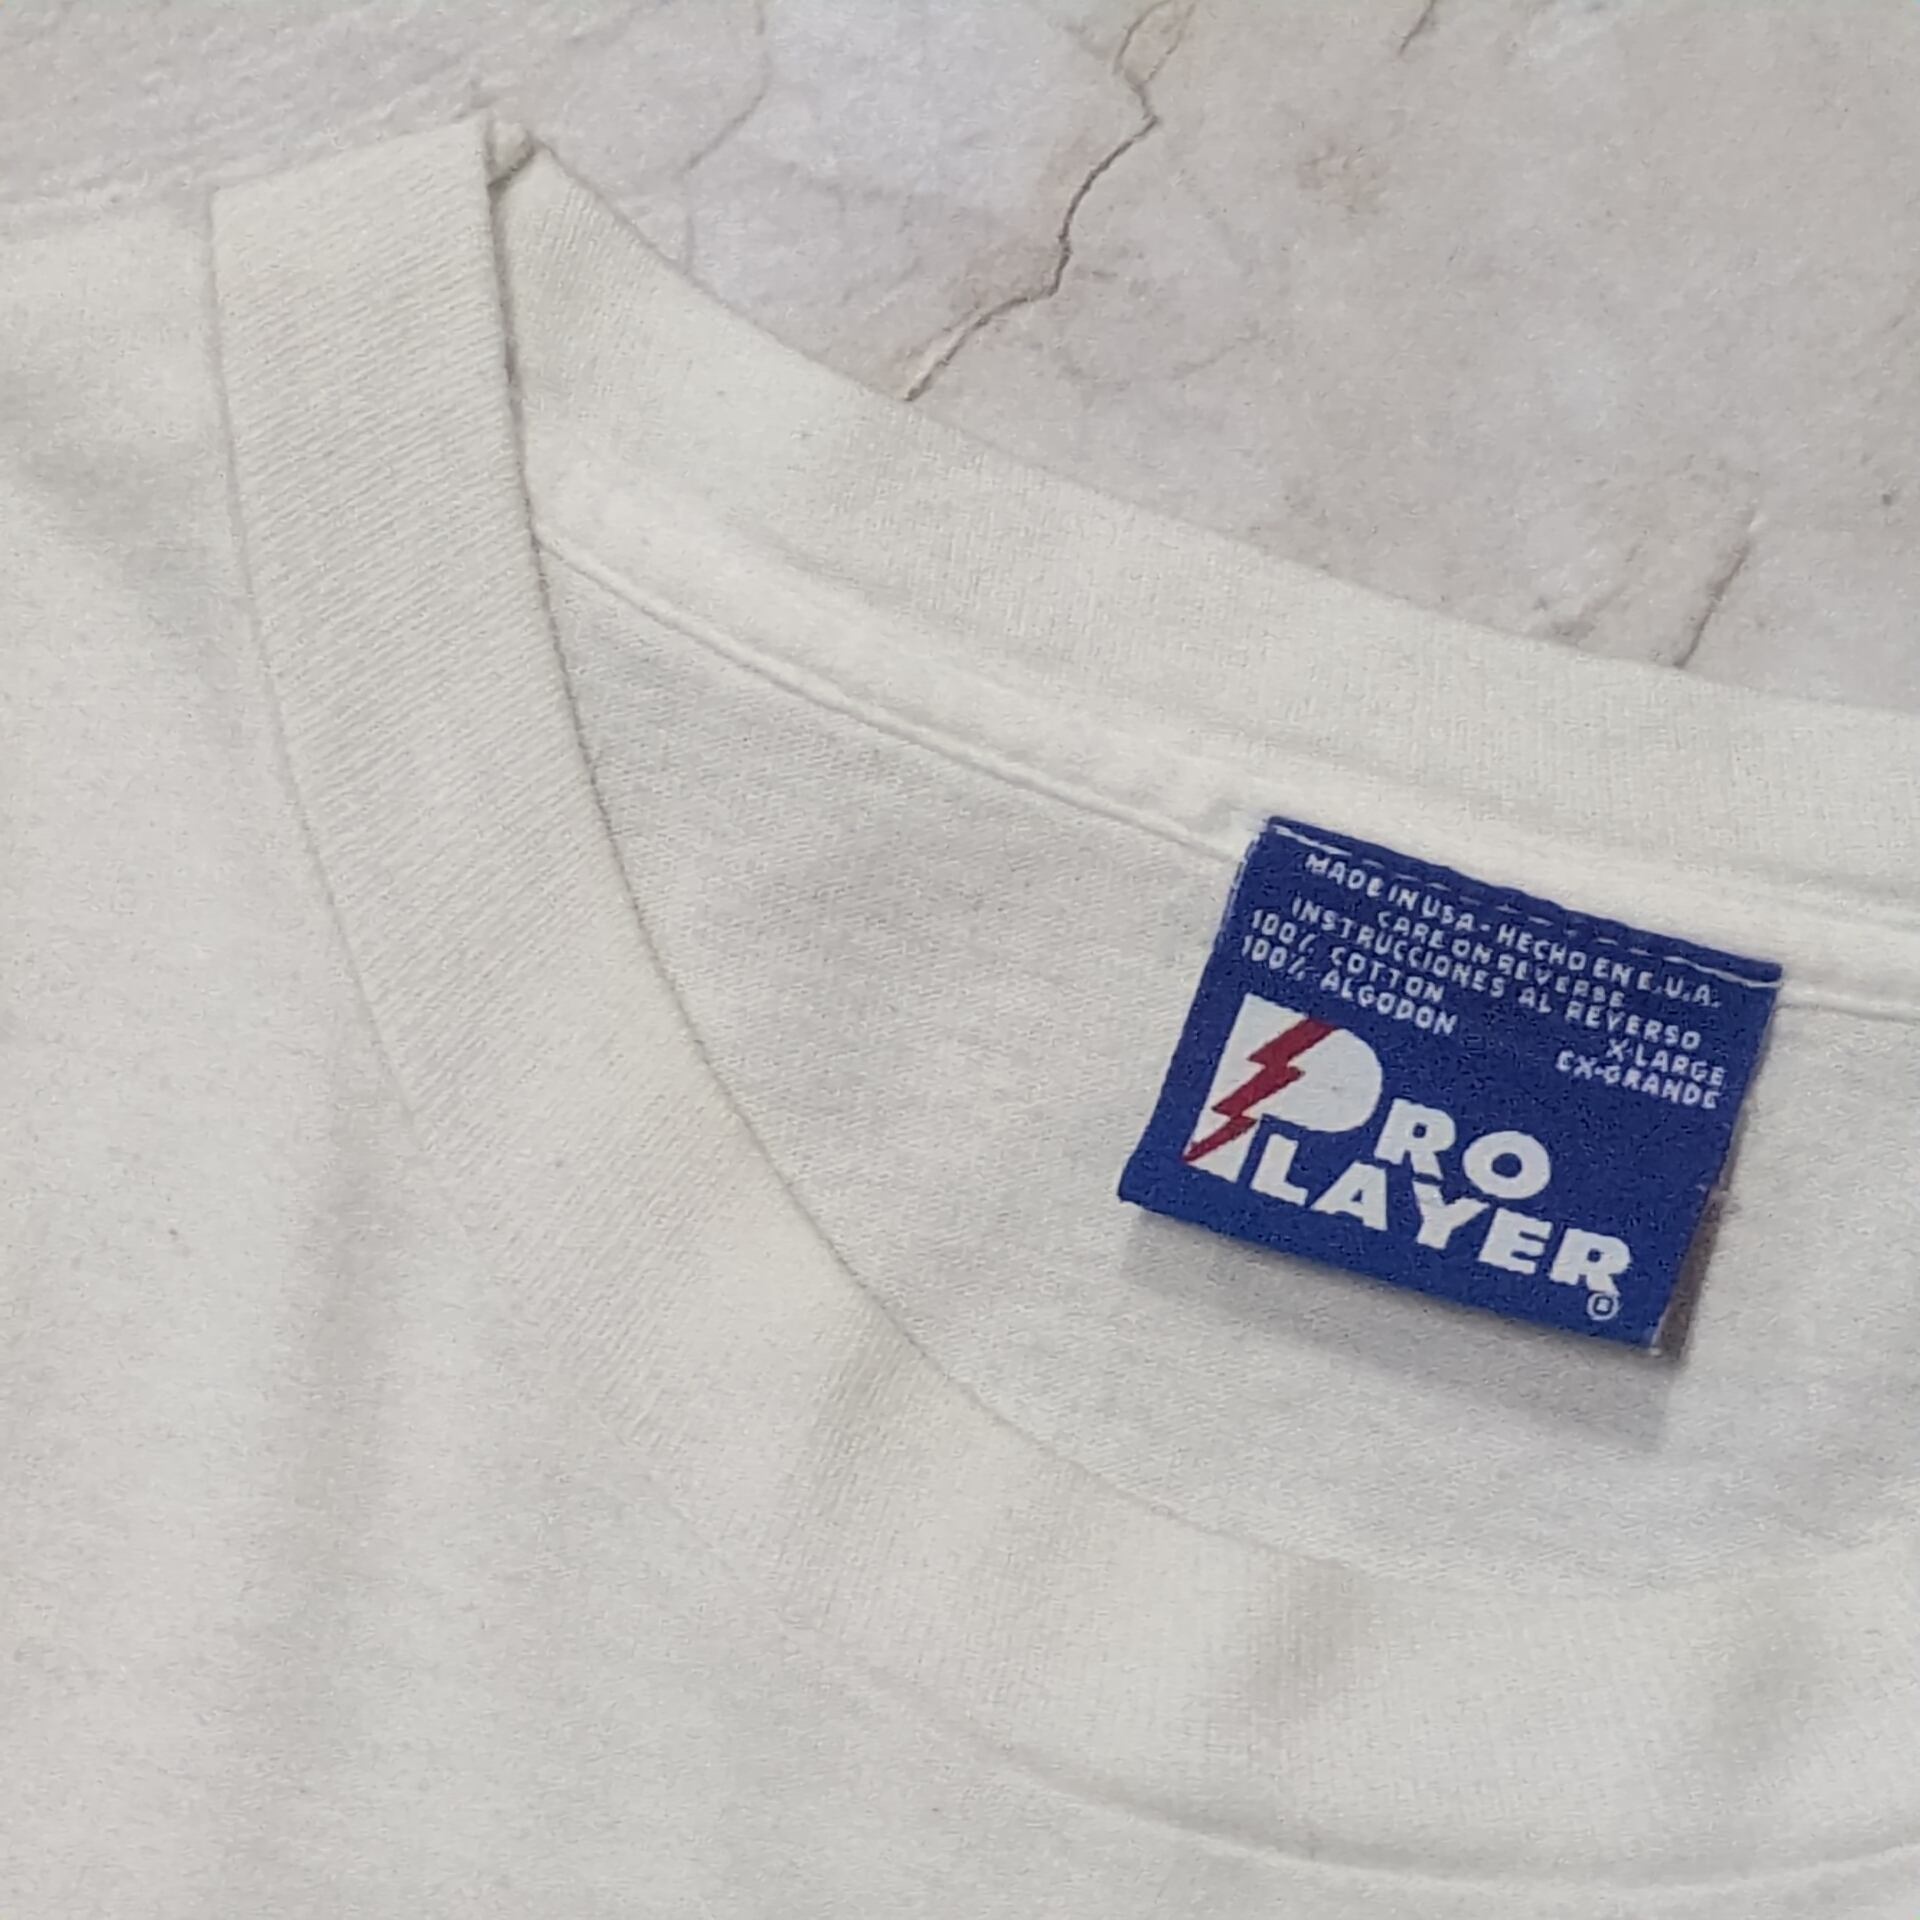 MADE IN USA - HECHO EN E.U.A.
CARE ON REVERSE
INSTRUCCIONES AL REVERSO
100% COTTON
X-LARGE
100% ALGODON
EX-GRANDE
PRO
PLAYER
®